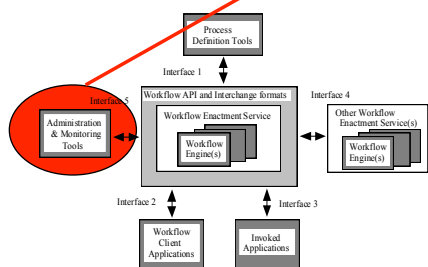 Process
Definition Tools
Interface 1
Interface 5
Workflow API and Interchange formats
Interface 4
Workflow Enactment Service
Administration
& Monitoring
Tools
Workflow
Engine(s)
Other Workflow
Enactment Service(s)
Workflow
Engine(s)
Interface 2
Interface 3
Workflow
Client
Applications
Invoked
Applications